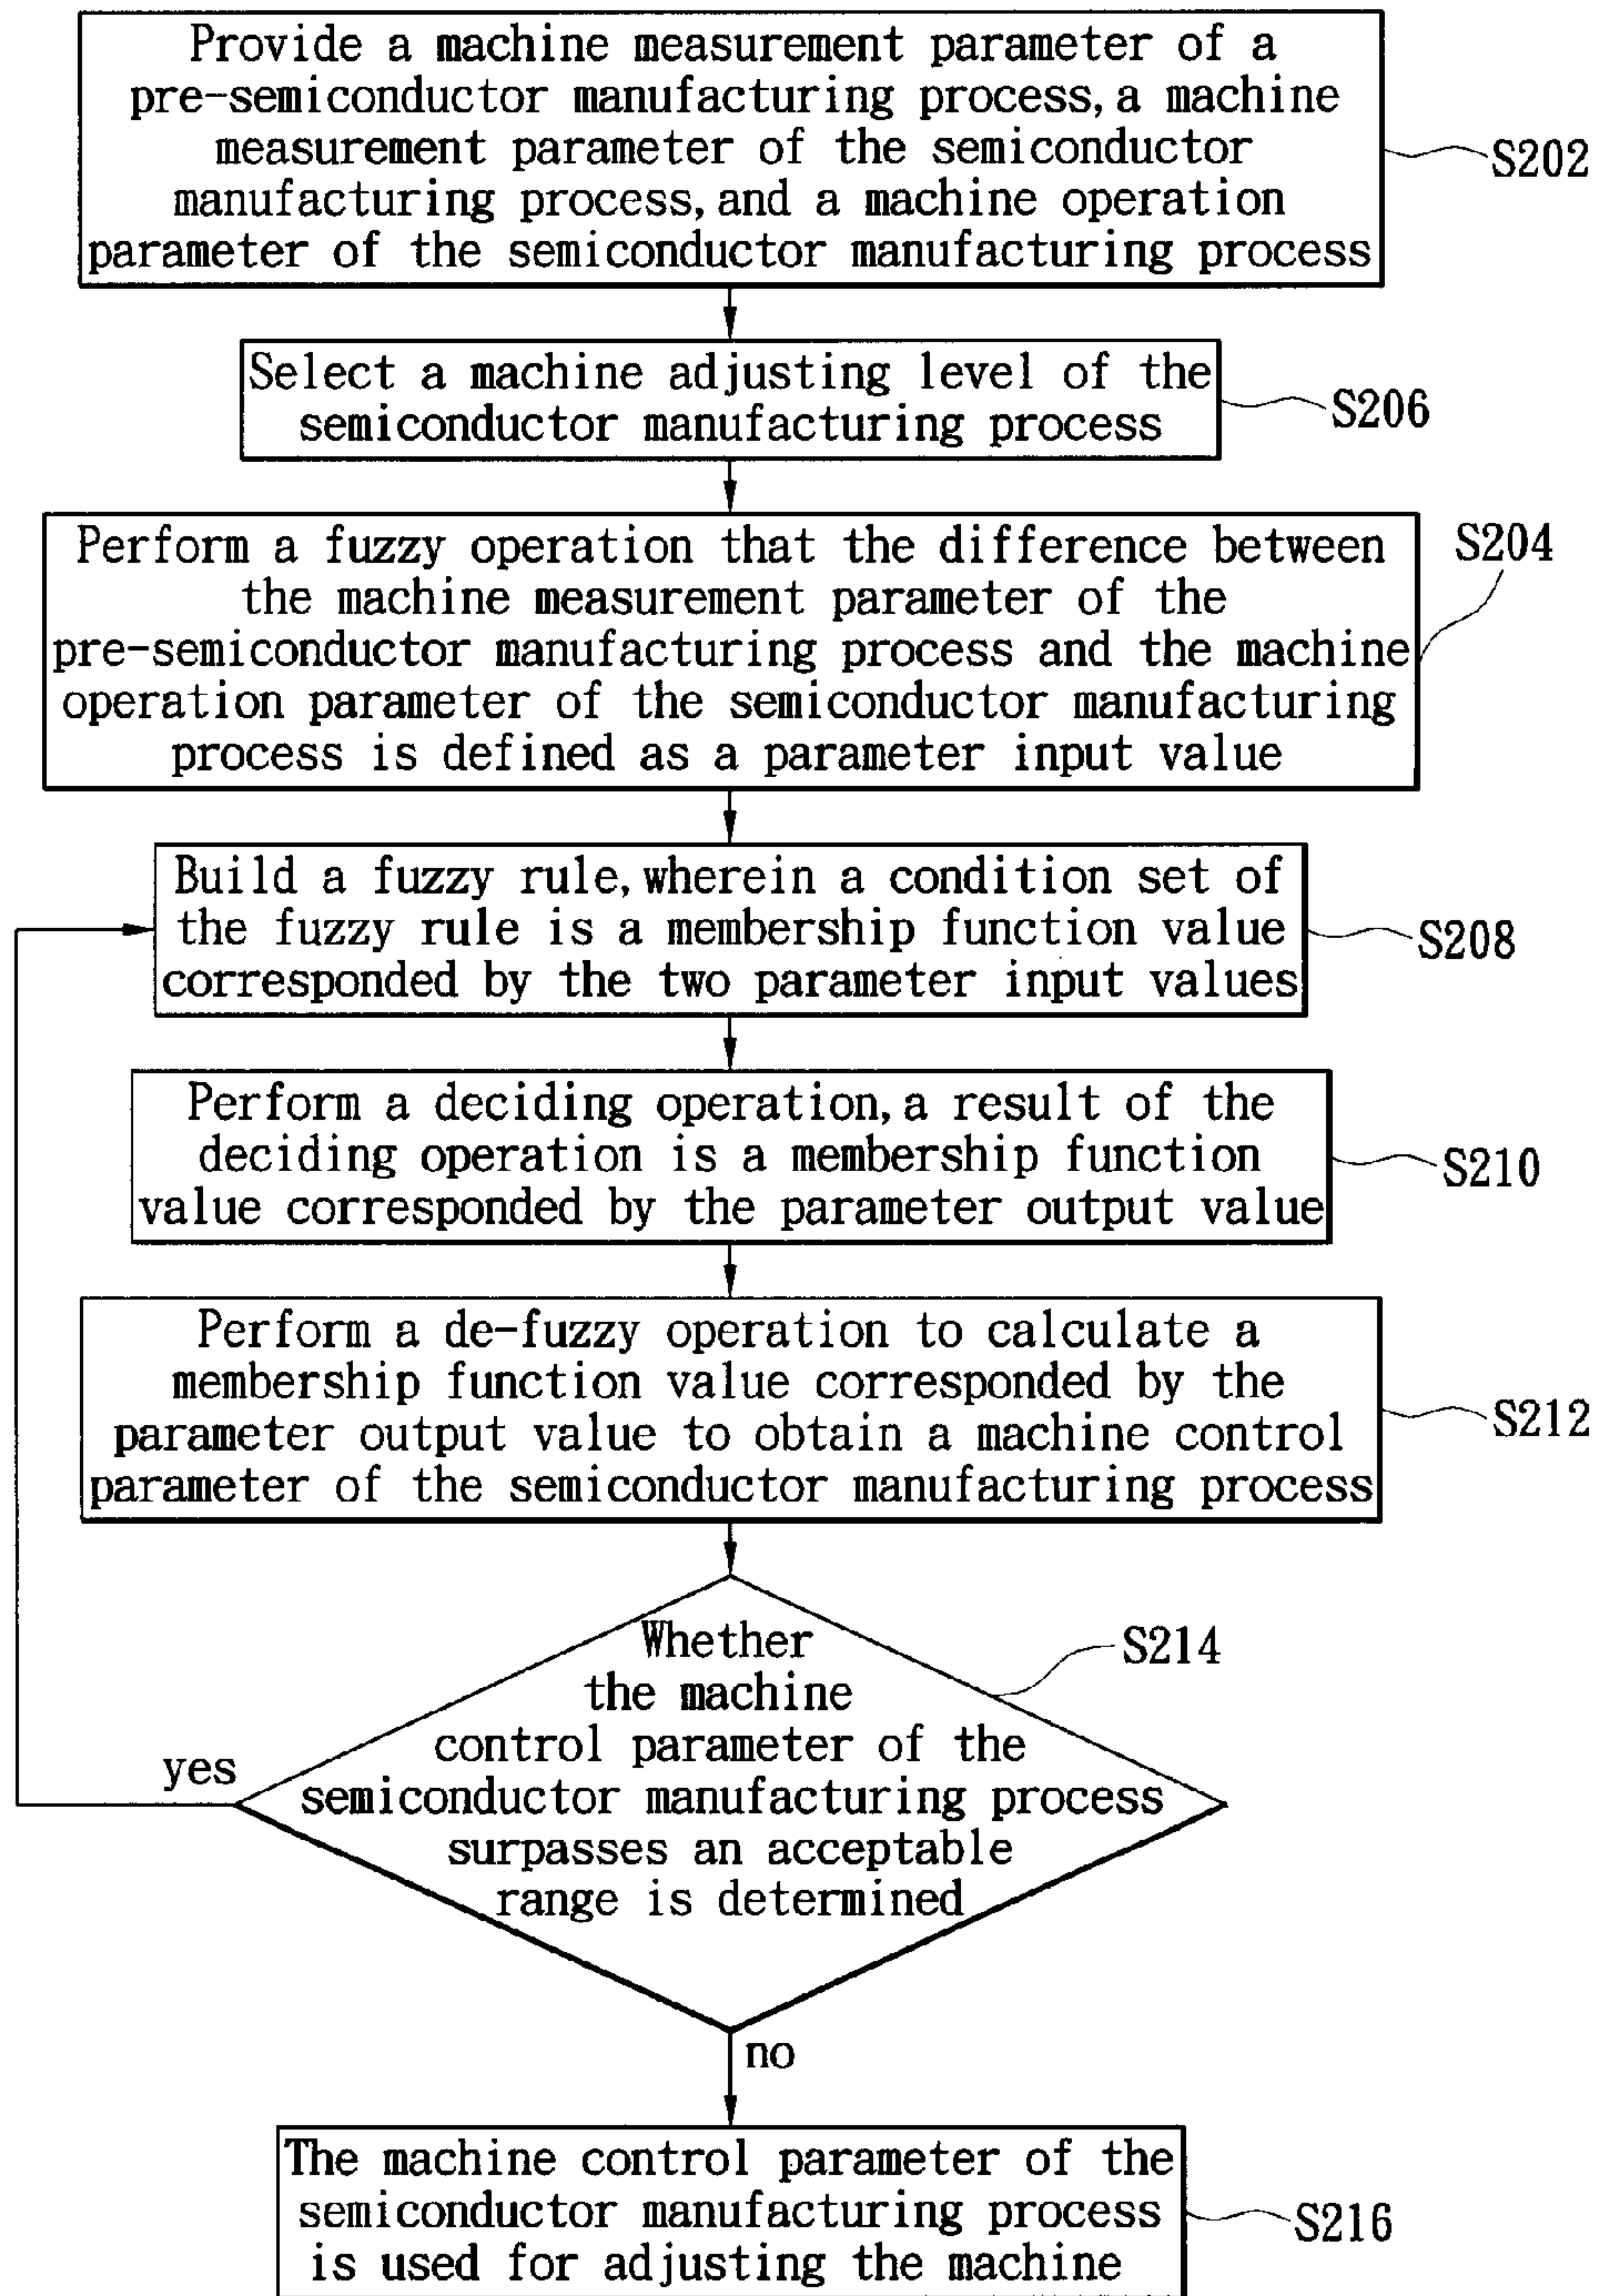 Provide a machine measurement parameter of a
pre-semiconductor manufacturing process, a machine
measurement parameter of the semiconductor
manufacturing process, and a machine operation
parameter of the semiconductor manufacturing process
S202
Select a machine adjusting level of the
semiconductor manufacturing process
S206
Perform a fuzzy operation that the difference between
the machine measurement parameter of the
pre-semiconductor manufacturing process and the machine
operation parameter of the semiconductor manufacturing
process is defined as a parameter input value
S204
Build a fuzzy rule, wherein a condition set of
the fuzzy rule is a membership function value
corresponded by the two parameter input values
S208
Perform a deciding operation, a result of the
deciding operation is a membership function
value corresponded by the parameter output value
S210
Perform a de-fuzzy operation to calculate a
membership function value corresponded by the
parameter output value to obtain a machine control
parameter of the semiconductor manufacturing process
S212
Whether
the machine
control parameter of the
semiconductor manufacturing process
surpasses an acceptable
range is determined
S214
yes
no
The machine control parameter of the
semiconductor manufacturing process
is used for adjusting the machine
S216